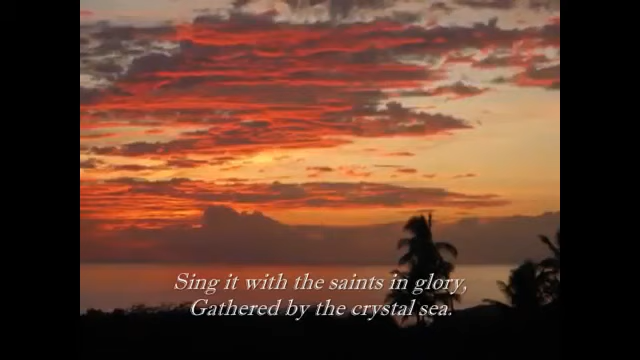 Sing it with the saints in glory,
Gathered by the crystal sea.